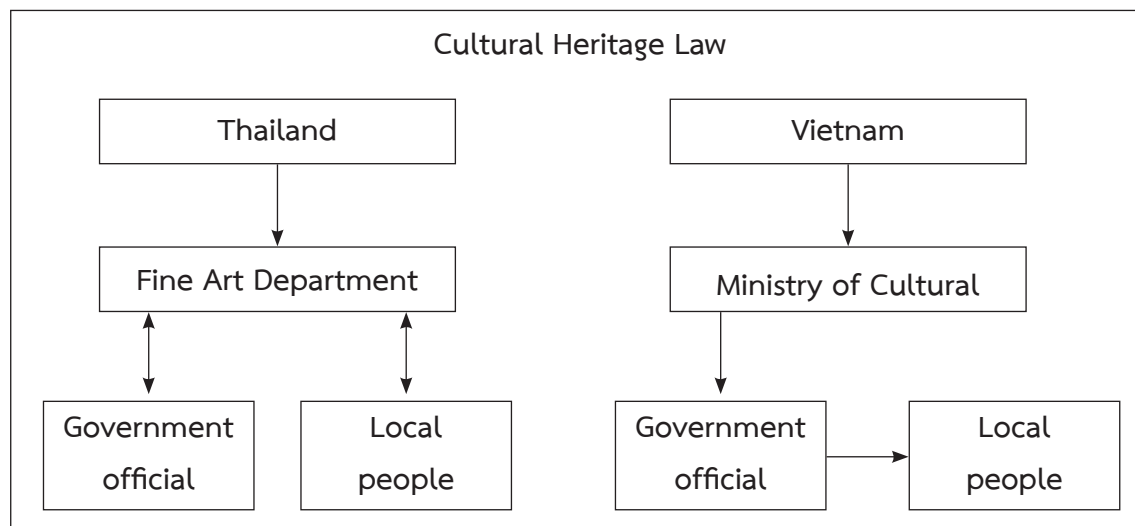 Cultural Heritage Law
Thailand
Vietnam
Fine Art Department
Ministry of Cultural
Government
official
Local
people
Government
official
Local
people